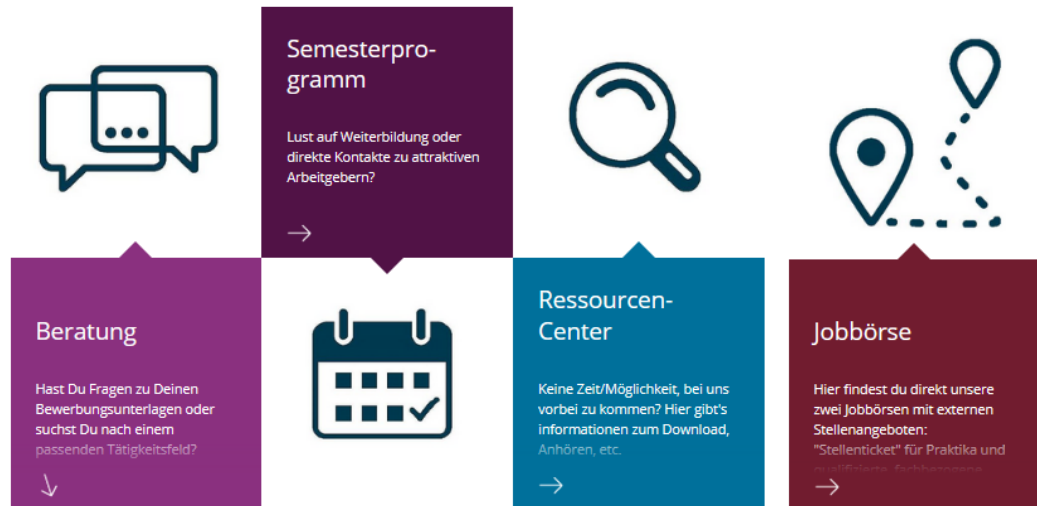 Semesterpro-
gramm
Lust auf Weiterbildung oder
direkte Kontakte zu attraktiven
Arbeitgebern?
Beratung
Hast Du Fragen zu Deinen
Bewerbungsunterlagen oder
suchst Du nach einem
passenden Tätigkeitsfeld?
Ressourcen-
Center
Keine Zeit/Möglichkeit, bei uns
vorbei zu kommen? Hier gibt's
informationen zum Download,
Anhören, etc.
Jobbörse
Hier findest du direkt unsere
zwei Jobbörsen mit externen
Stellenangeboten:
"Stellenticket" für Praktika und
qualifizierte, fachbezogene